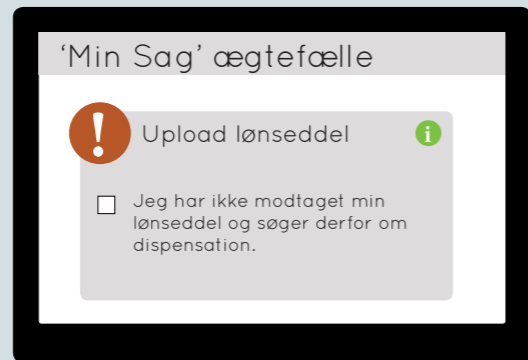 ‘Min Sag’ ægtefælle
! Upload lønseddel i
Jeg har ikke modtaget min
lønseddel og søger derfor om
dispensation.